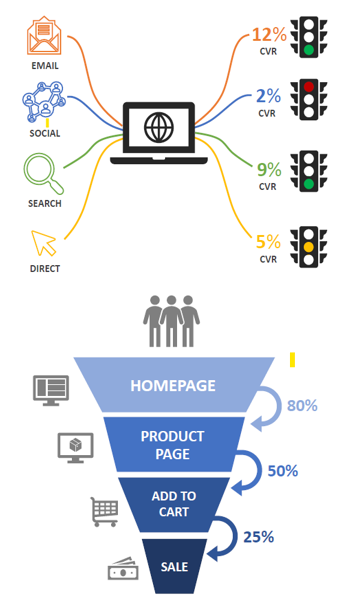 EMAIL
12%
CVR
SOCIAL
2%
CVR
SEARCH
9%
CVR
DIRECT
5%
CVR
HOMEPAGE
80%
PRODUCT
PAGE
50%
ADD TO
CART
25%
SALE